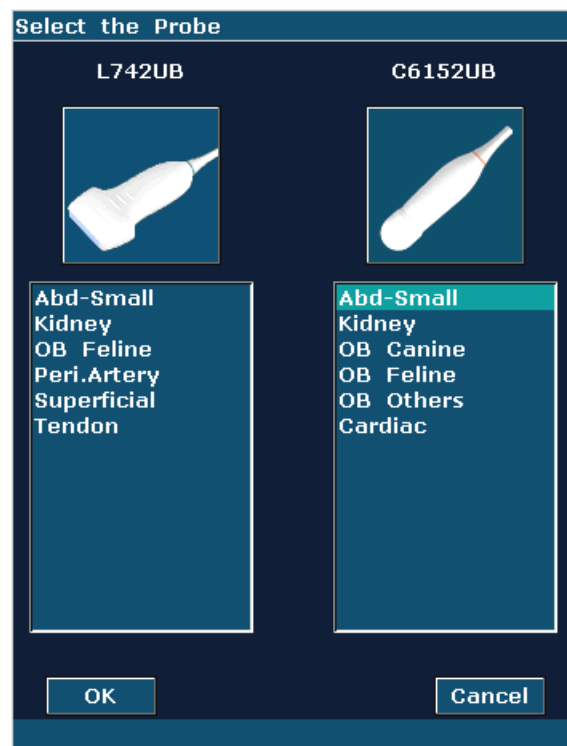 Select the Probe
L742UB
Abd-Small
Kidney
OB Feline
Peri.Artery
Superficial
Tendon
C6152UB
Abd-Small
Kidney
OB Canine
OB Feline
OB Others
Cardiac
OK
Cancel